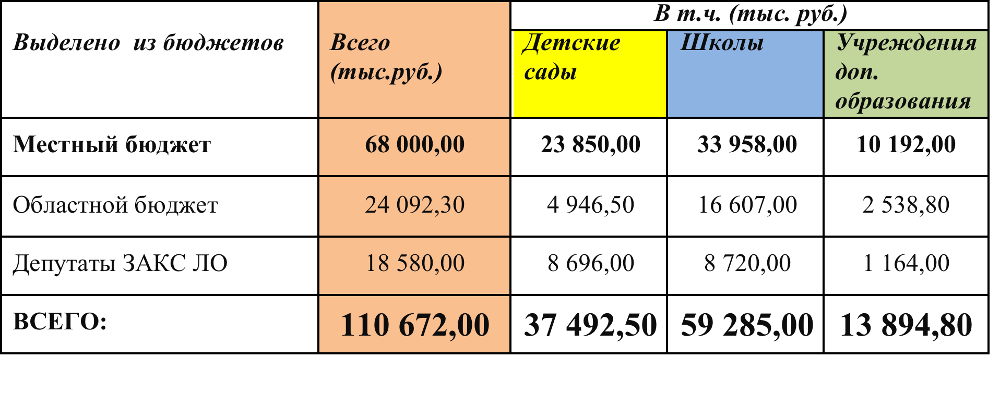 В т.ч. (тыс. руб.)
Выделено из бюджетов
Всего
(тыс.руб.)
Детские
сады
Школы
Учреждения
доп.
образования
Местный бюджет 68 000,00 23 850,00 33 958,00 10 192,00
Областной бюджет 24 092,30 4 946,50 16 607,00 2 538,80
Депутаты ЗАКС ЛО 18 580,00 8 696,00 8 720,00 1 164,00
ВСЕГО: 110 672,00 37 492,50 59 285,00 13 894,80